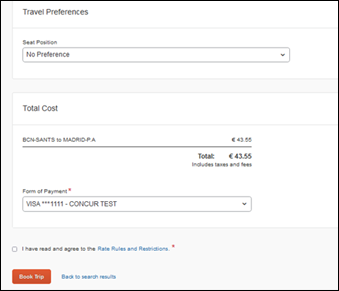 Travel Preferences
Seat Position
No Preference
Total Cost
BCN-SANTS to MADRID-P.A € 43.55
Total: € 43.55
Includes taxes and fees
Form of Payment*
VISA ***1111 - CONCUR TEST
I have read and agree to the Rate Rules and Restrictions. *
Book Trip Back to search results